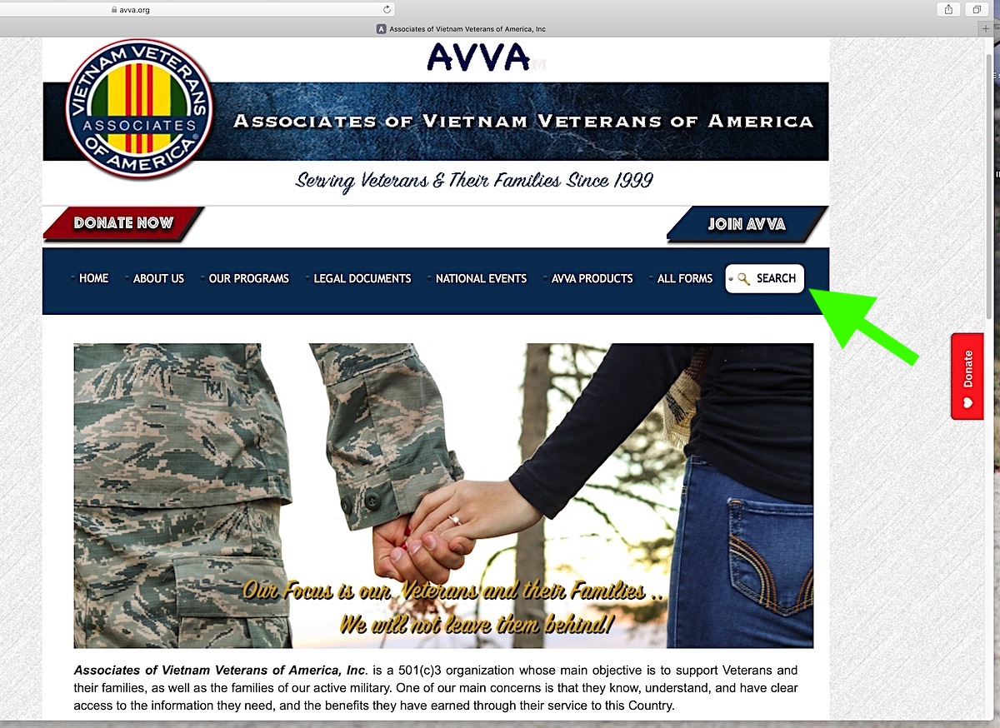 avva.org
Associates of Vietnam Veterans of America, Inc
AVVA
VIETNAM VETERANS
ASSOCIATES
OF AMERICA
®
ASSOCIATES OF VIETNAM VETERANS OF AMERICA
Serving Veterans & Their Families Since 1999
DONATE NOW
JOIN AVVA
HOME
ABOUT US
OUR PROGRAMS
LEGAL DOCUMENTS
NATIONAL EVENTS
AVVA PRODUCTS
ALL FORMS
SEARCH
Donate
Our Focus is our Veterans and their Families ..
We will not leave them behind!
Associates of Vietnam Veterans of America, Inc. is a 501(c)3 organization whose main objective is to support Veterans and
their families, as well as the families of our active military. One of our main concerns is that they know, understand, and have clear
access to the information they need, and the benefits they have earned through their service to this Country.